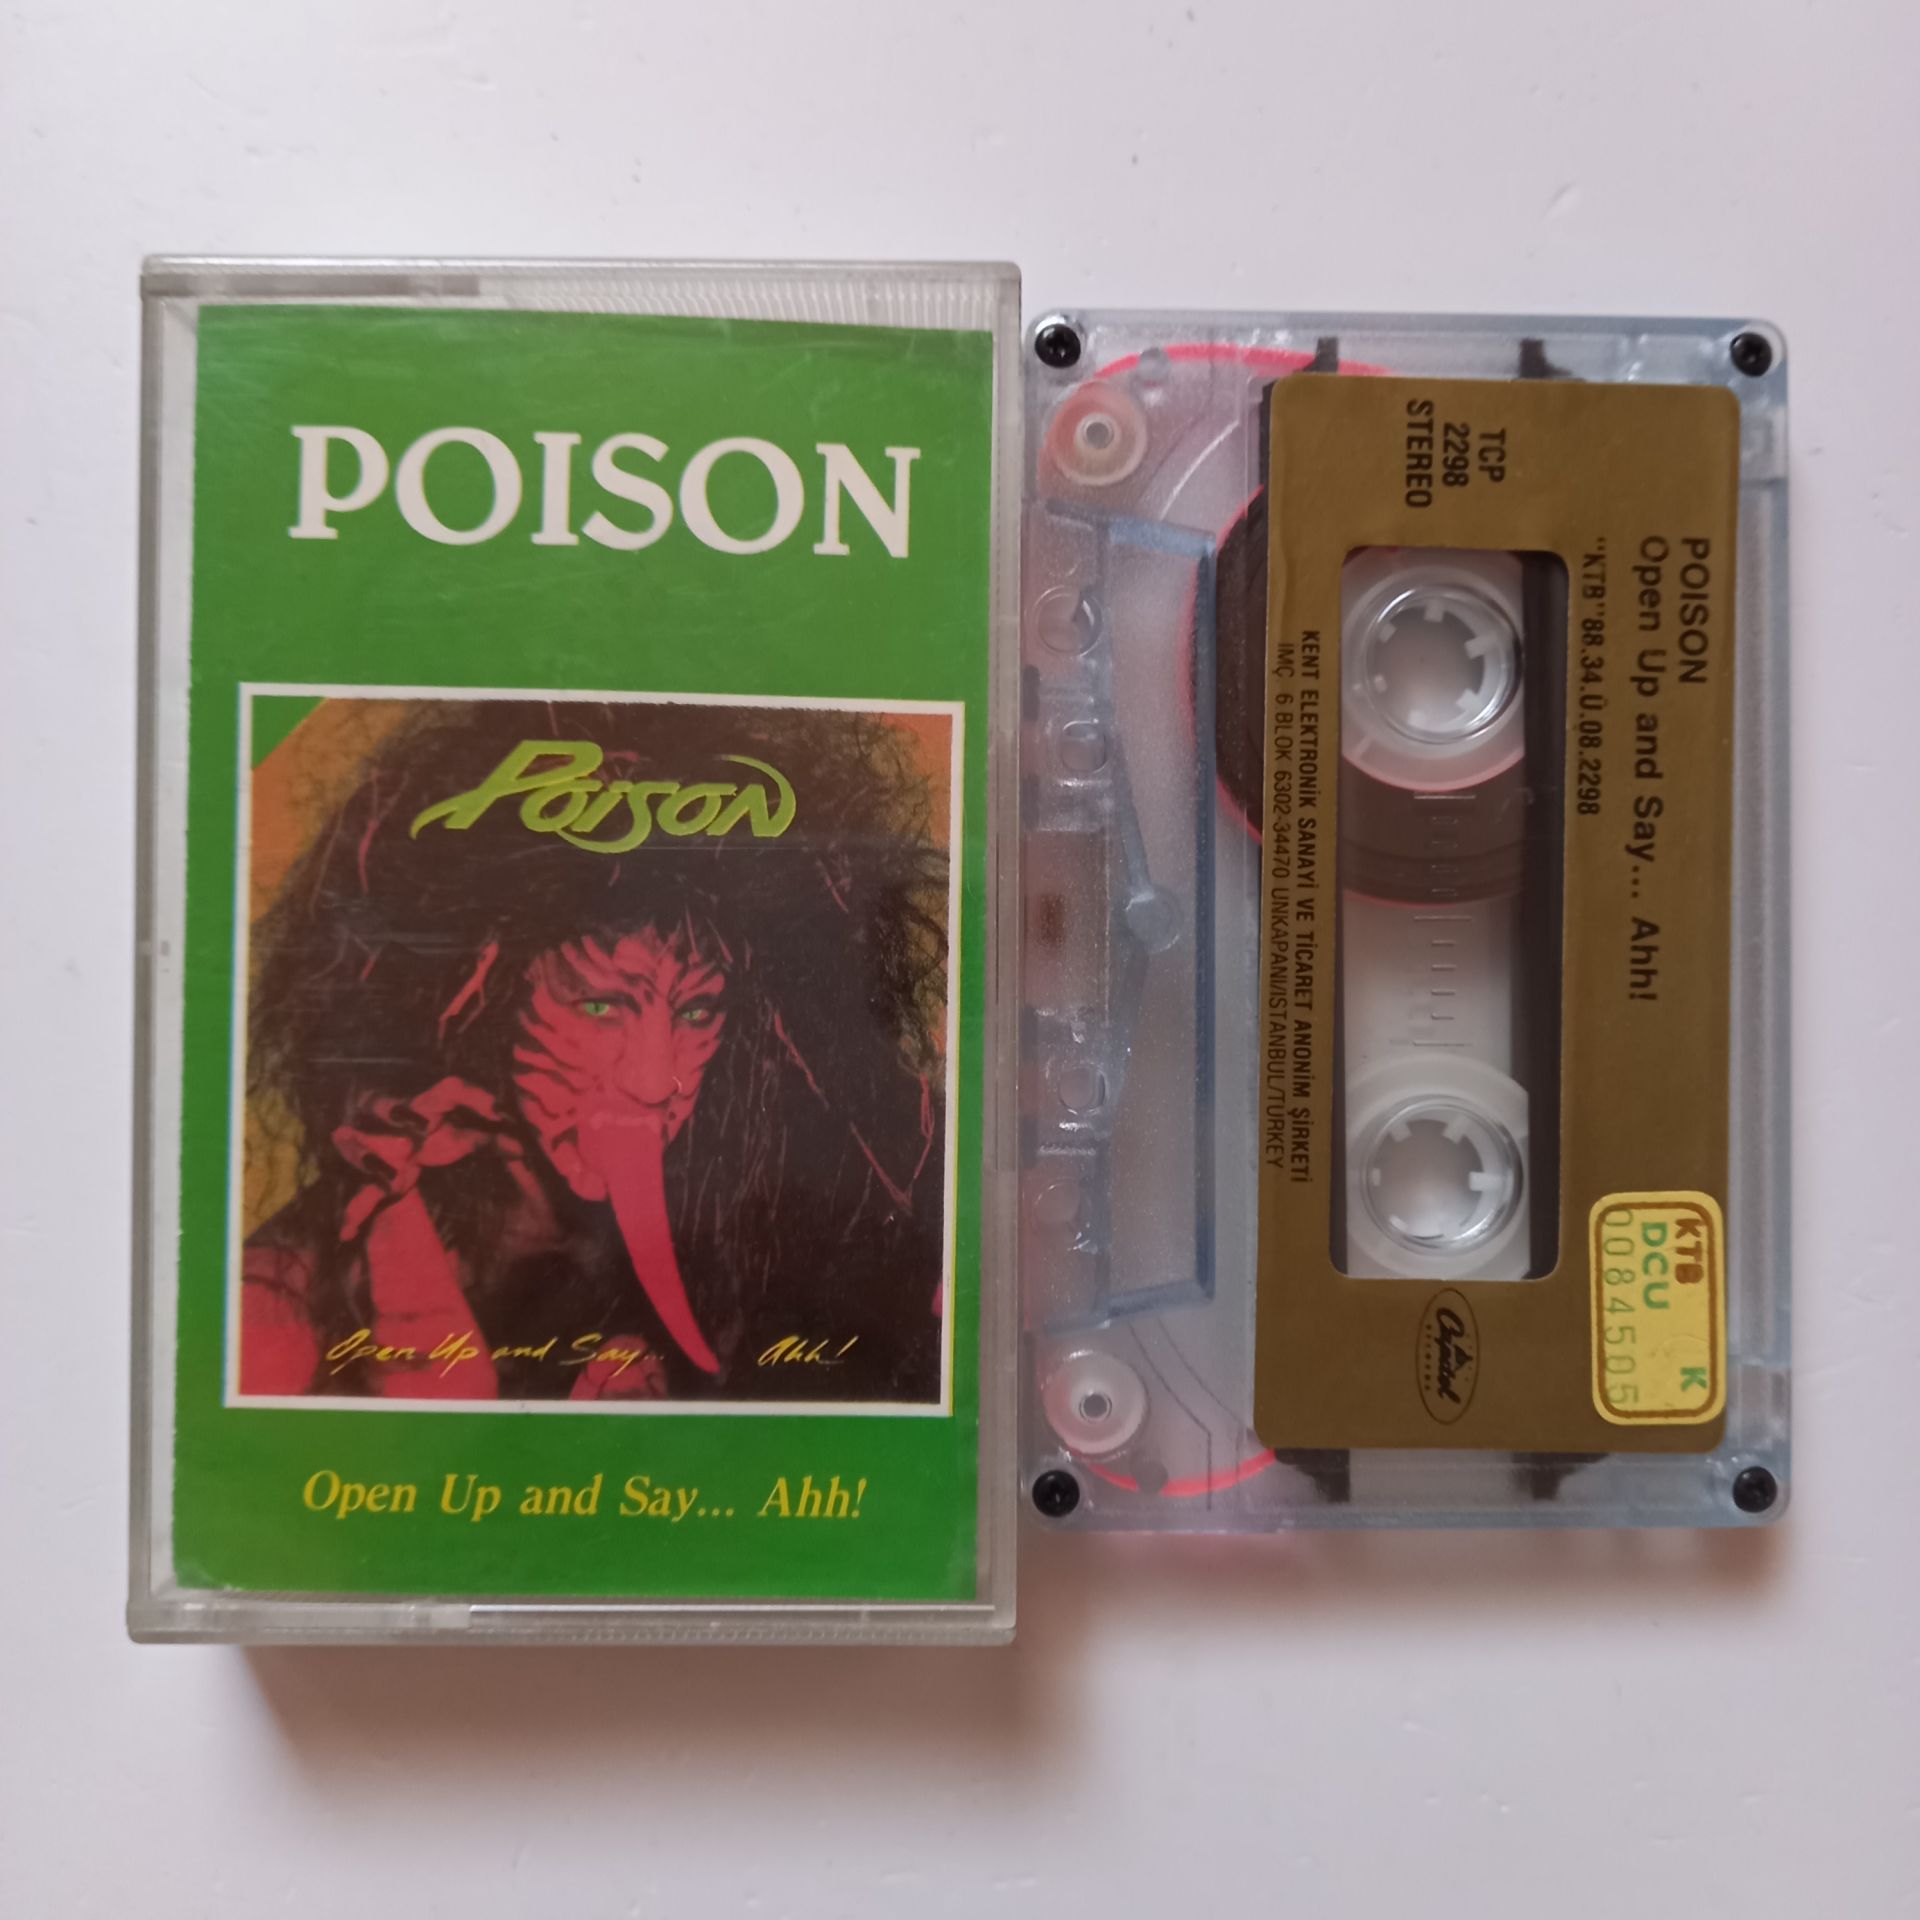 POISON
Poison
Open Up and Say... Ahh!
Open Up and Say... Ahh!
POISON
Open Up and Say... Ahh!
"KTB"88.34.Ü.08.2298
TCP
2298
STEREO
KENT ELEKTRONİK SANAYİ VE TİCARET ANONİM ŞİRKETİ
İMÇ 6 BLOK 6302-34470 UNKAPANI/ISTANBUL/TURKEY
Capitol
RECORDS
KTB K
DCU
0084505